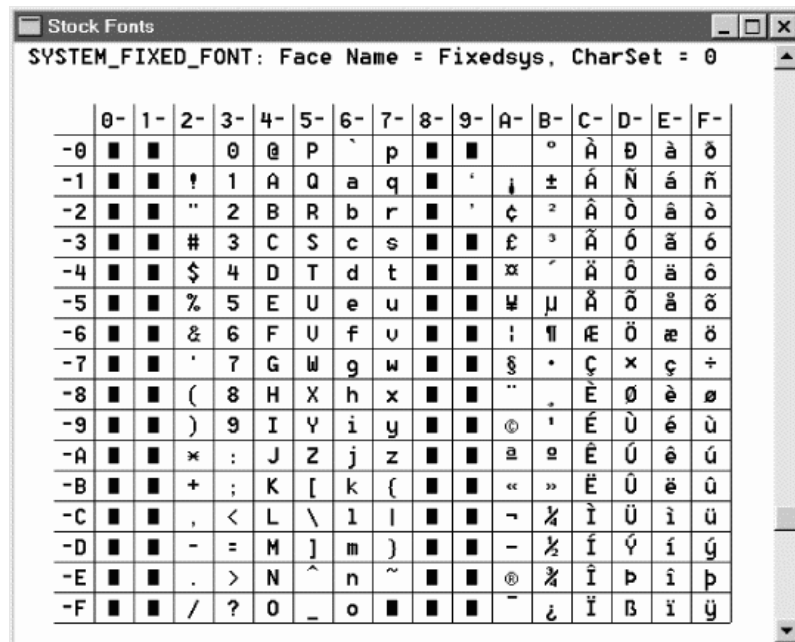 Stock Fonts
SYSTEM_FIXED_FONT: Face Name = Fixedsys, CharSet = 0
0- 1- 2- 3- 4- 5- 6- 7- 8- 9- A- B- C- D- E- F-
-0 ■ ■ 0 @ P ` p ■ ■ ° À Ð à ð
-1 ■ ■ ! 1 A Q a q ■ ‘ ¡ ± Á Ñ á ñ
-2 ■ ■ " 2 B R b r ■ ’ ¢ ² Â Ò â ò
-3 ■ ■ # 3 C S c s ■ ■ £ ³ Ã Ó ã ó
-4 ■ ■ $ 4 D T d t ■ ■ ¤ ´ Ä Ô ä ô
-5 ■ ■ % 5 E U e u ■ ■ ¥ µ Å Õ å õ
-6 ■ ■ & 6 F V f v ■ ■ ¦ ¶ Æ Ö æ ö
-7 ■ ■ ' 7 G W g w ■ ■ § · Ç × ç ÷
-8 ■ ■ ( 8 H X h x ■ ■ ¨ ¸ È Ø è ø
-9 ■ ■ ) 9 I Y i y ■ ■ © ¹ É Ù é ù
-A ■ ■ * : J Z j z ■ ■ ª º Ê Ú ê ú
-B ■ ■ + ; K [ k { ■ ■ « » Ë Û ë û
-C ■ ■ , < L \ l | ■ ■ ¬ ¼ Ì Ü ì ü
-D ■ ■ - = M ] m } ■ ■ - ½ Í Ý í ý
-E ■ ■ . > N ^ n ~ ■ ■ ® ¾ Î Þ î þ
-F ■ ■ / ? O _ o ■ ■ ■ ¯ ¿ Ï ß ï ÿ